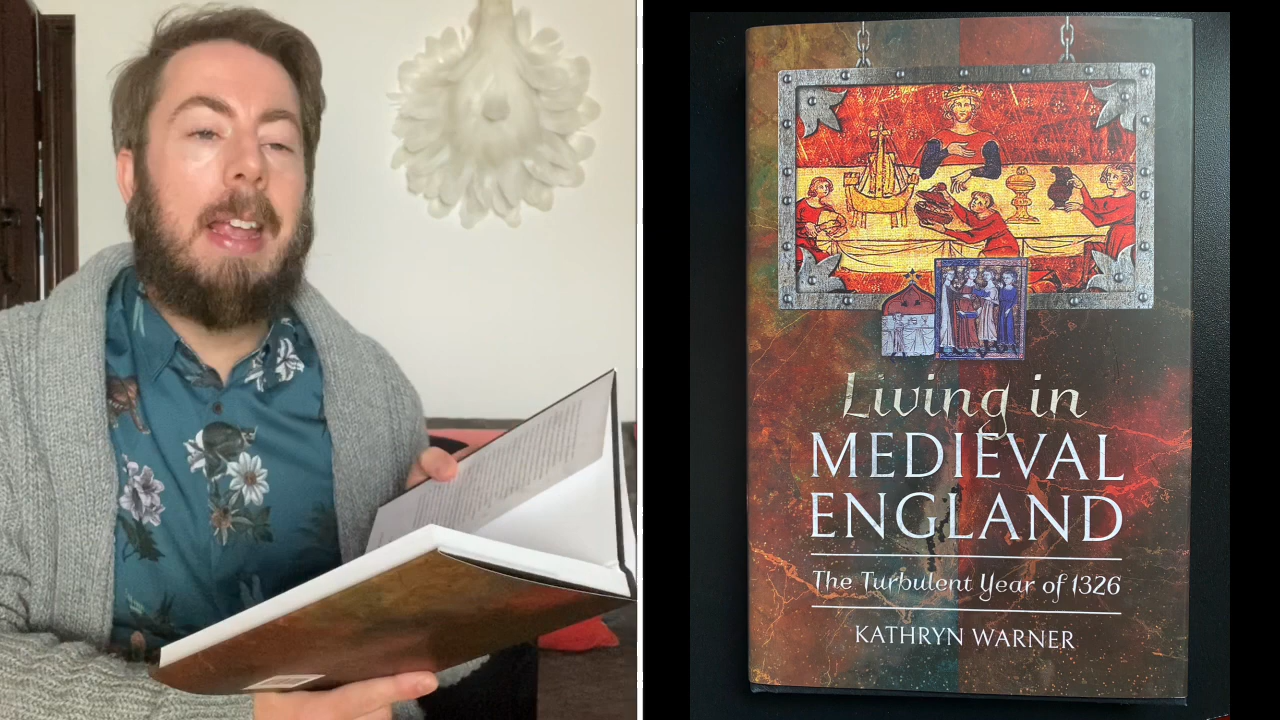 Living in
MEDIEVAL
ENGLAND
The Turbulent Year of 1326
KATHRYN WARNER